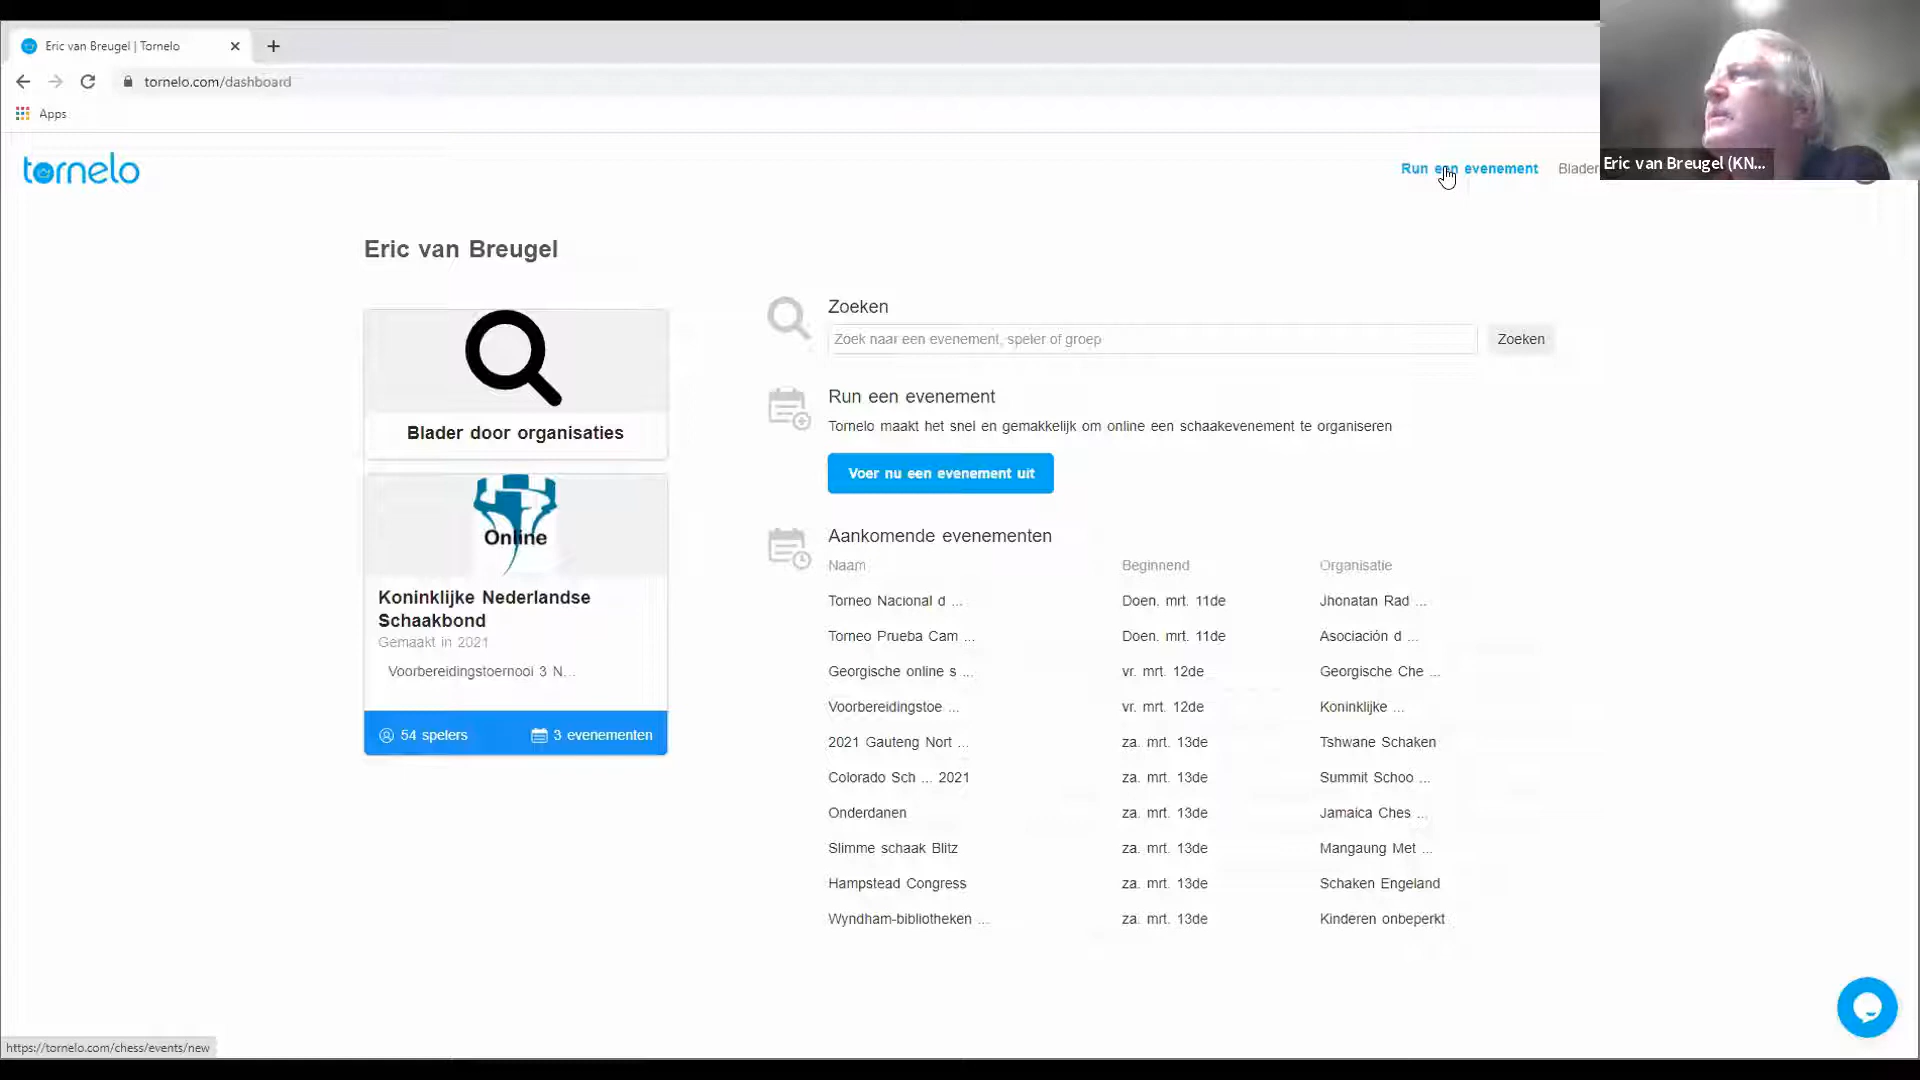 Eric van Breugel | Tornelo
tornelo.com/dashboard
Apps
tornelo
Run een evenement
Blader
Eric van Breugel (KN...
Eric van Breugel
Blader door organisaties
Online
Koninklijke Nederlandse
Schaakbond
Gemaakt in 2021
Voorbereidingstoernooi 3 N...
54 spelers
3 evenementen
Zoeken
Zoek naar een evenement, speler of groep
Zoeken
Run een evenement
Tornelo maakt het snel en gemakkelijk om online een schaakevenement te organiseren
Voer nu een evenement uit
Aankomende evenementen
Naam Beginnend Organisatie
Torneo Nacional d ... Doen. mrt. 11de Jhonatan Rad ...
Torneo Prueba Cam ... Doen. mrt. 11de Asociación d ...
Georgische online s ... vr. mrt. 12de Georgische Che ...
Voorbereidingstoe ... vr. mrt. 12de Koninklijke ...
2021 Gauteng Nort ... za. mrt. 13de Tshwane Schaken
Colorado Sch ... 2021 za. mrt. 13de Summit Schoo ...
Onderdanen za. mrt. 13de Jamaica Ches ...
Slimme schaak Blitz za. mrt. 13de Mangaung Met ...
Hampstead Congress za. mrt. 13de Schaken Engeland
Wyndham-bibliotheken ... za. mrt. 13de Kinderen onbeperkt
https://tornelo.com/chess/events/new